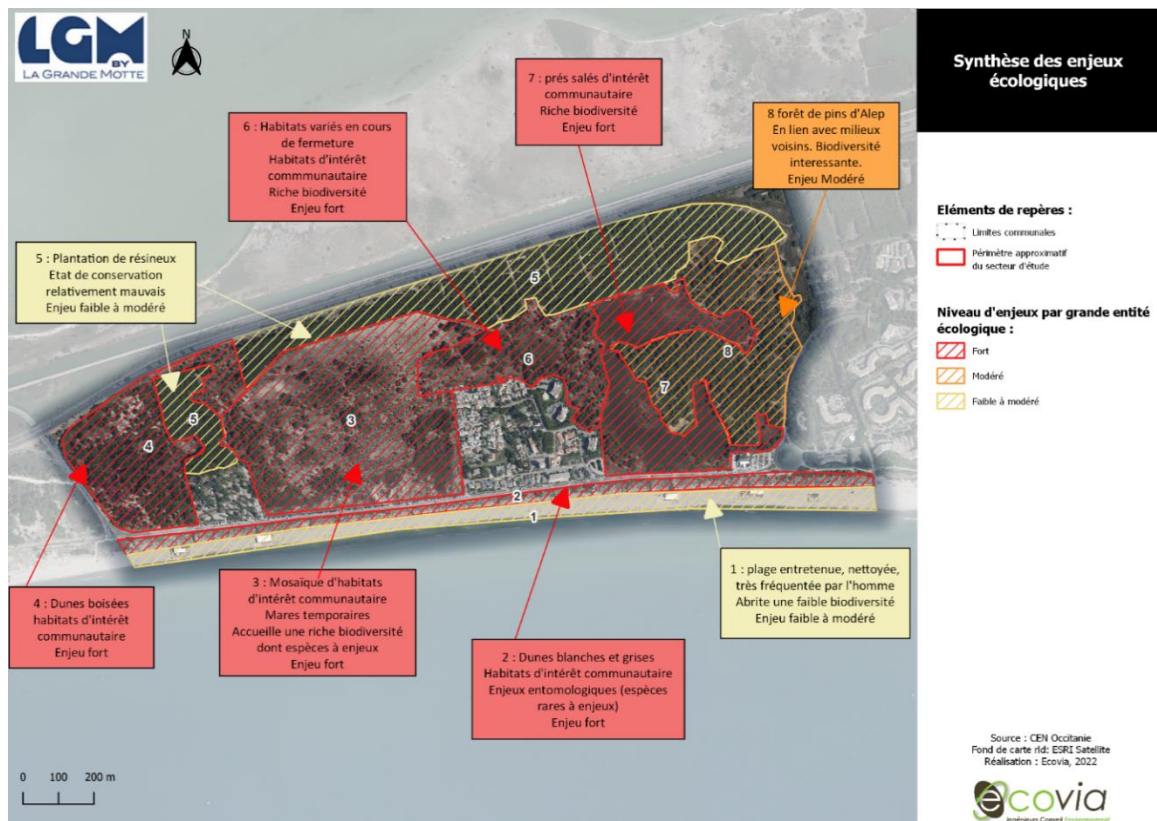 LGM
BY
LA GRANDE MOTTE
N
Synthèse des enjeux
écologiques
7 : prés salés d'intérêt
communautaire
Riche biodiversité
Enjeu fort
6 : Habitats variés en cours
de fermeture
Habitats d'intérêt
commmunautaire
Riche biodiversité
Enjeu fort
8 forêt de pins d'Alep
En lien avec milieux
voisins. Biodiversité
interessante.
Enjeu Modéré
5 : Plantation de résineux
Etat de conservation
relativement mauvais
Enjeu faible à modéré
Eléments de repères :
Limites communales
Périmètre approximatif
du secteur d'étude
Niveau d'enjeux par grande entité
écologique :
Fort
Modéré
Faible à modéré
5
6
8
7
5
4
3
2
1
4 : Dunes boisées
habitats d'intérêt
communautaire
Enjeu fort
3 : Mosaïque d'habitats
d'intérêt communautaire
Mares temporaires
Accueille une riche biodiversité
dont espèces à enjeux
Enjeu fort
2 : Dunes blanches et grises
Habitats d'intérêt communautaire
Enjeux entomologiques (espèces
rares à enjeu)
Enjeu fort
1 : plage entretenue, nettoyée,
très fréquentée par l'homme
Abrite une faible biodiversité
Enjeu faible à modéré
0 100 200 m
Source : CEN Occitanie
Fond de carte rld: ESRI Satellite
Réalisation : Ecovia, 2022
ecovia
Ingénieurs Conseil Environnement